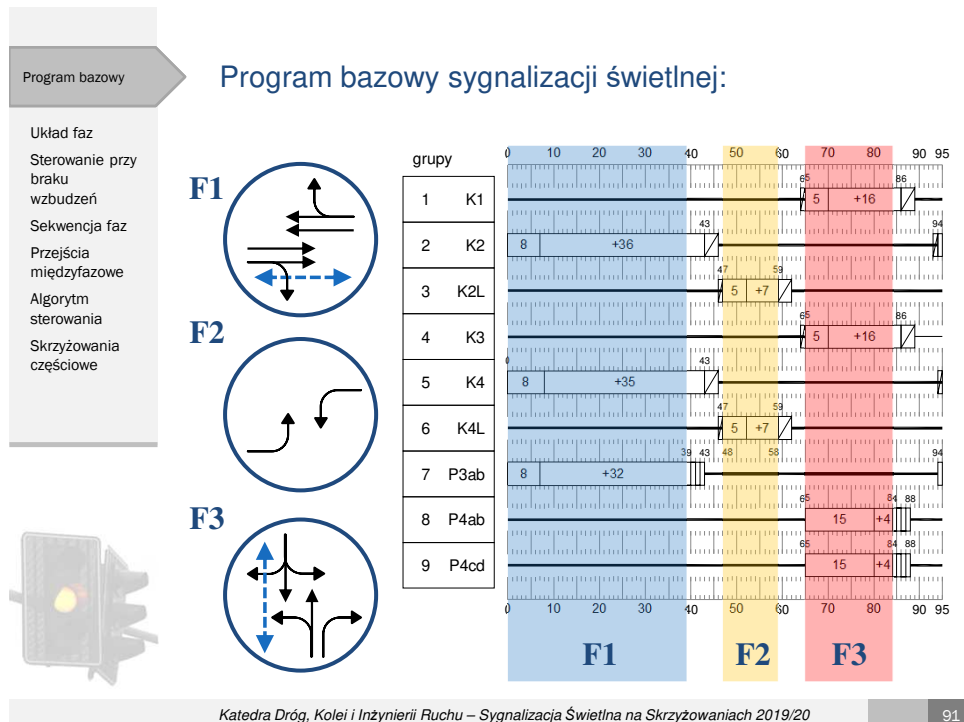 Program bazowy
Program bazowy sygnalizacji świetlnej:
Układ faz
Sterowanie przy
braku
wzbudzeń
Sekwencja faz
Przejścia
międzyfazowe
Algorytm
sterowania
Skrzyżowania
częściowe
F1
F2
F3
grupy
0 10 20 30 40 50 60 70 80 90 95
65 86
1 K1 5 +16
43 94
2 K2 8 +36
47 59
3 K2L 5 +7
65 86
4 K3 5 +16
0 43
5 K4 8 +35
47 59
6 K4L 5 +7
39 43 48 58 94
7 P3ab 8 +32
65 84 88
8 P4ab 15 +4
65 84 88
9 P4cd 15 +4
0 10 20 30 40 50 60 70 80 90 95
F1 F2 F3
Katedra Dróg, Kolei i Inżynierii Ruchu – Sygnalizacja Świetlna na Skrzyżowaniach 2019/20 91